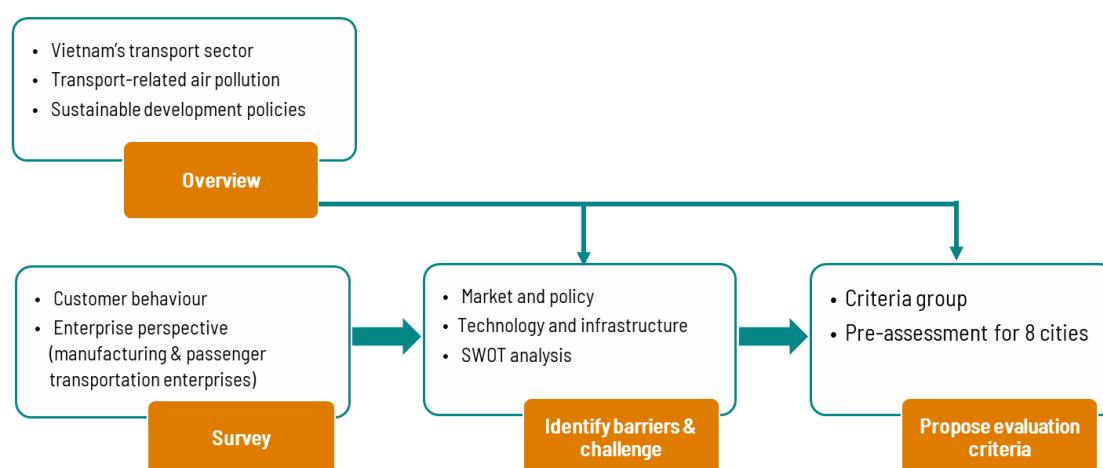 • Vietnam's transport sector
• Transport-related air pollution
• Sustainable development policies
Overview
• Customer behaviour
• Enterprise perspective
(manufacturing & passenger
transportation enterprises)
Survey
• Market and policy
• Technology and infrastructure
• SWOT analysis
Identify barriers &
challenge
• Criteria group
• Pre-assessment for 8 cities
Propose evaluation
criteria